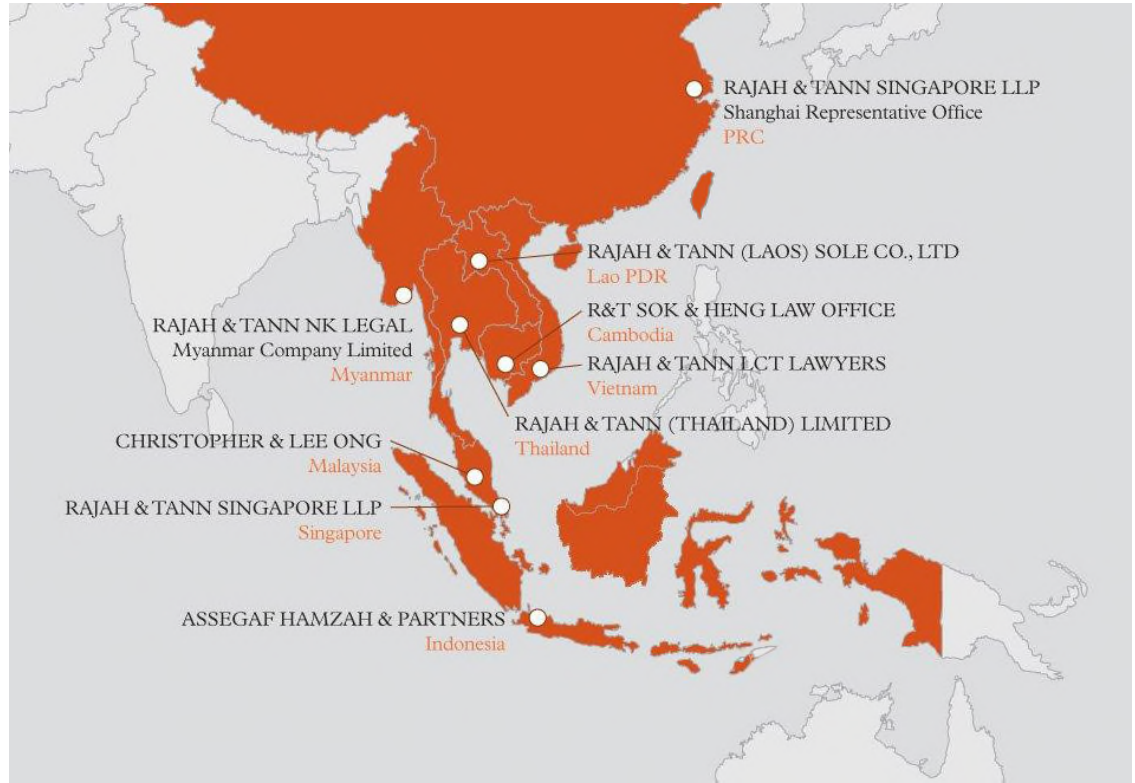 RAJAH & TANN SINGAPORE LLP
Shanghai Representative Office
PRC
RAJAH & TANN (LAOS) SOLE CO., LTD
Lao PDR
R&T SOK & HENG LAW OFFICE
Cambodia
RAJAH & TANN NK LEGAL
Myanmar Company Limited
Myanmar
RAJAH & TANN LCT LAWYERS
Vietnam
RAJAH & TANN (THAILAND) LIMITED
Thailand
CHRISTOPHER & LEE ONG
Malaysia
RAJAH & TANN SINGAPORE LLP
Singapore
ASSEGAF HAMZAH & PARTNERS
Indonesia